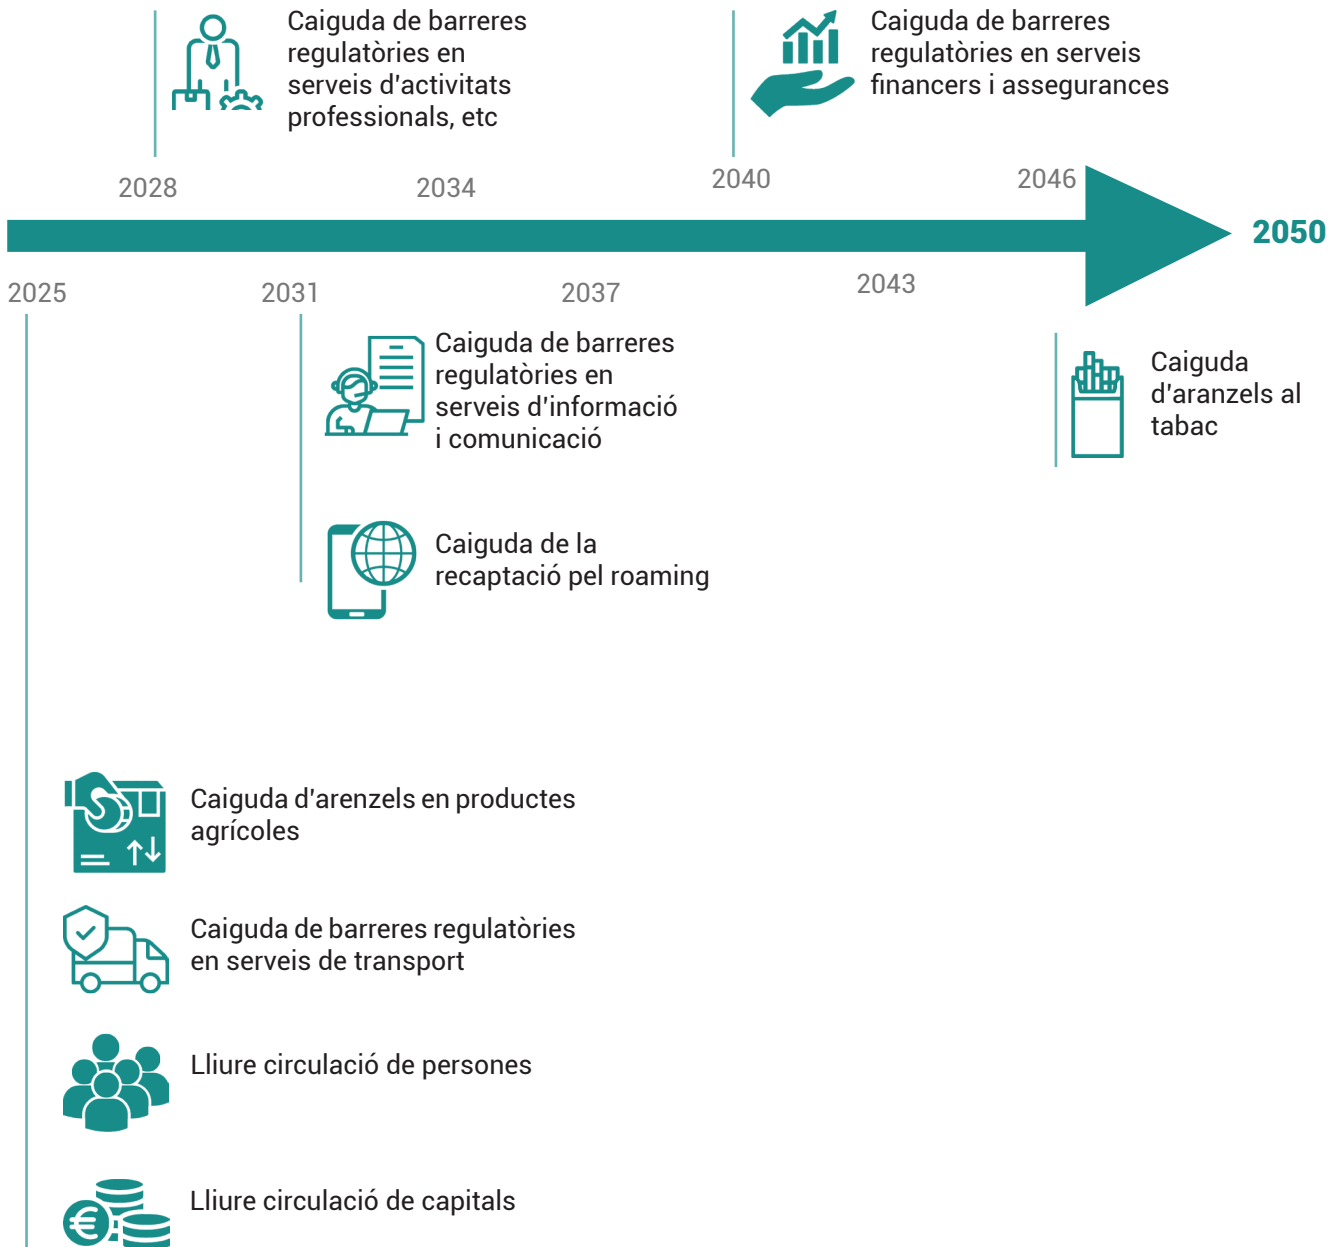 Caiguda de barreres
regulatòries en
serveis d'activitats
professionals, etc
Caiguda de barreres
regulatòries en serveis
financers i assegurances
2028
2034
2040
2046
2050
2025
2031
2037
2043
Caiguda de barreres
regulatòries en
serveis d'informació
i comunicació
Caiguda
d'aranzels al
tabac
Caiguda de la
recaptació pel roaming
Caiguda d'arenzels en productes
agrícoles
Caiguda de barreres regulatòries
en serveis de transport
Lliure circulació de persones
Lliure circulació de capitals